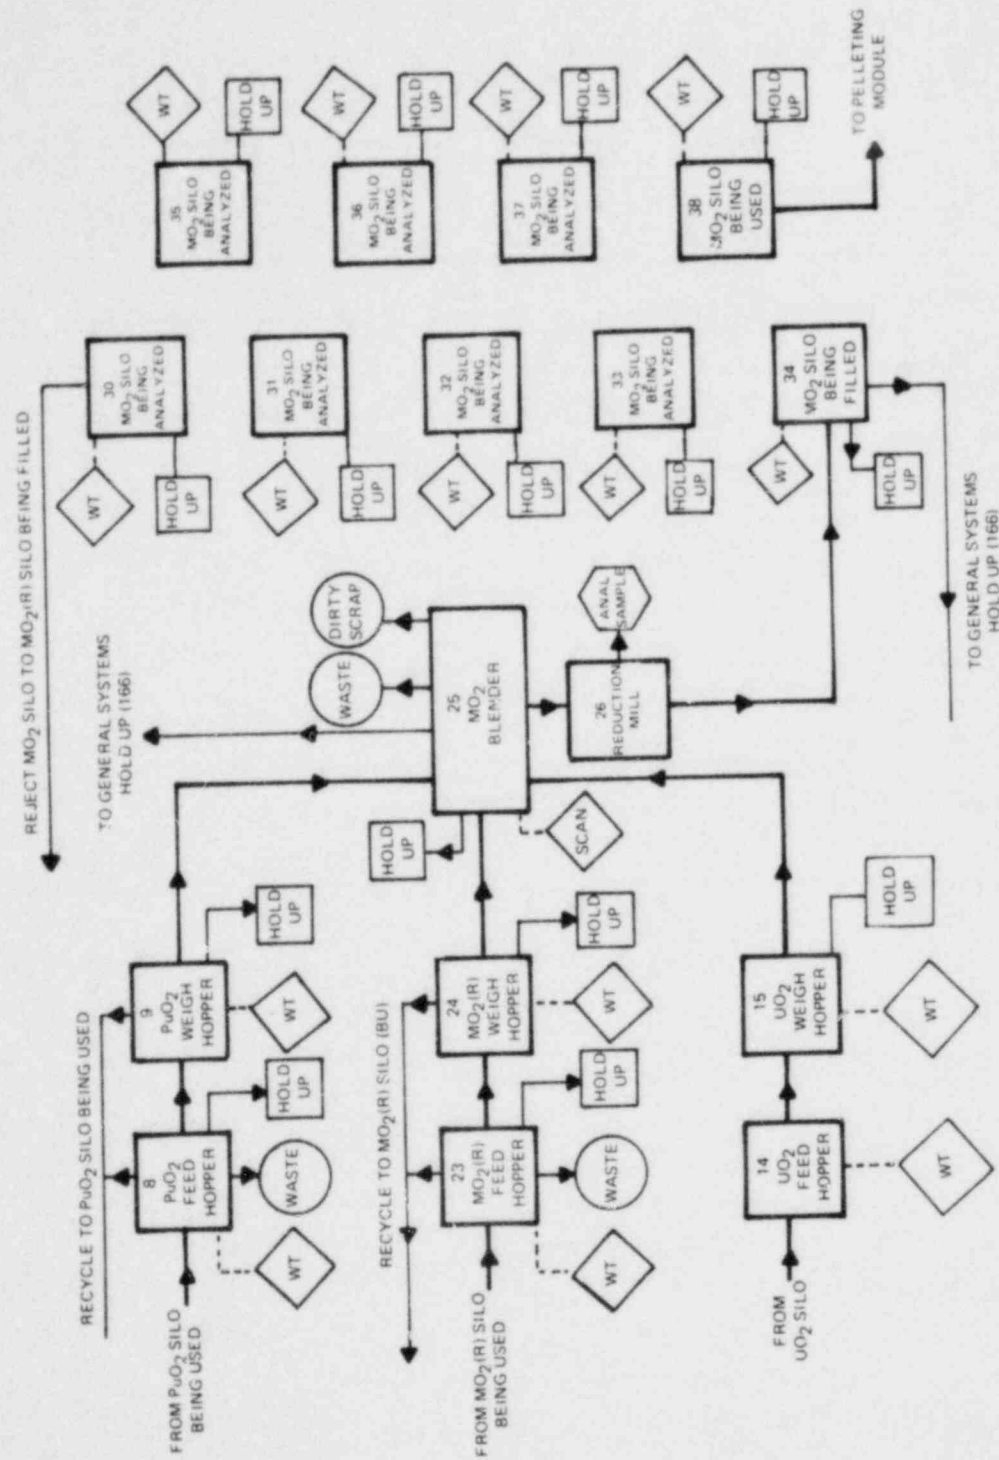 REJECT MO2 SILO TO MO2(R) SILO BEING FILLED
RECYCLE TO PuO2 SILO BEING USED
TO GENERAL SYSTEMS
HOLD UP (166)
FROM PuO2 SILO
BEING USED
8
PuO2
FEED
HOPPER
WT
WASTE
HOLD
UP
9
PuO2
WEIGH
HOPPER
WT
HOLD
UP
RECYCLE TO MO2(R) SILO (BU)
FROM MO2(R) SILO
BEING USED
23
MO2(R)
FEED
HOPPER
WT
WASTE
HOLD
UP
24
MO2(R)
WEIGH
HOPPER
WT
HOLD
UP
FROM
UO2 SILO
14
UO2
FEED
HOPPER
WT
15
UO2
WEIGH
HOPPER
WT
HOLD
UP
HOLD
UP
SCAN
25
MO2
BLENDER
WASTE
DIRTY
SCRAP
26
REDUCTION
MILL
ANAL
SAMPLE
30
MO2 SILO
BEING
ANALYZED
WT
HOLD
UP
31
MO2 SILO
BEING
ANALYZED
WT
HOLD
UP
32
MO2 SILO
BEING
ANALYZED
WT
HOLD
UP
33
MO2 SILO
BEING
ANALYZED
WT
HOLD
UP
34
MO2 SILO
BEING
FILLED
WT
HOLD
UP
TO GENERAL SYSTEMS
HOLD UP (166)
35
MO2 SILO
BEING
ANALYZED
WT
HOLD
UP
36
MO2 SILO
BEING
ANALYZED
WT
HOLD
UP
37
MO2 SILO
BEING
ANALYZED
WT
HOLD
UP
38
MO2 SILO
BEING
USED
WT
HOLD
UP
TO PELLETING
MODULE